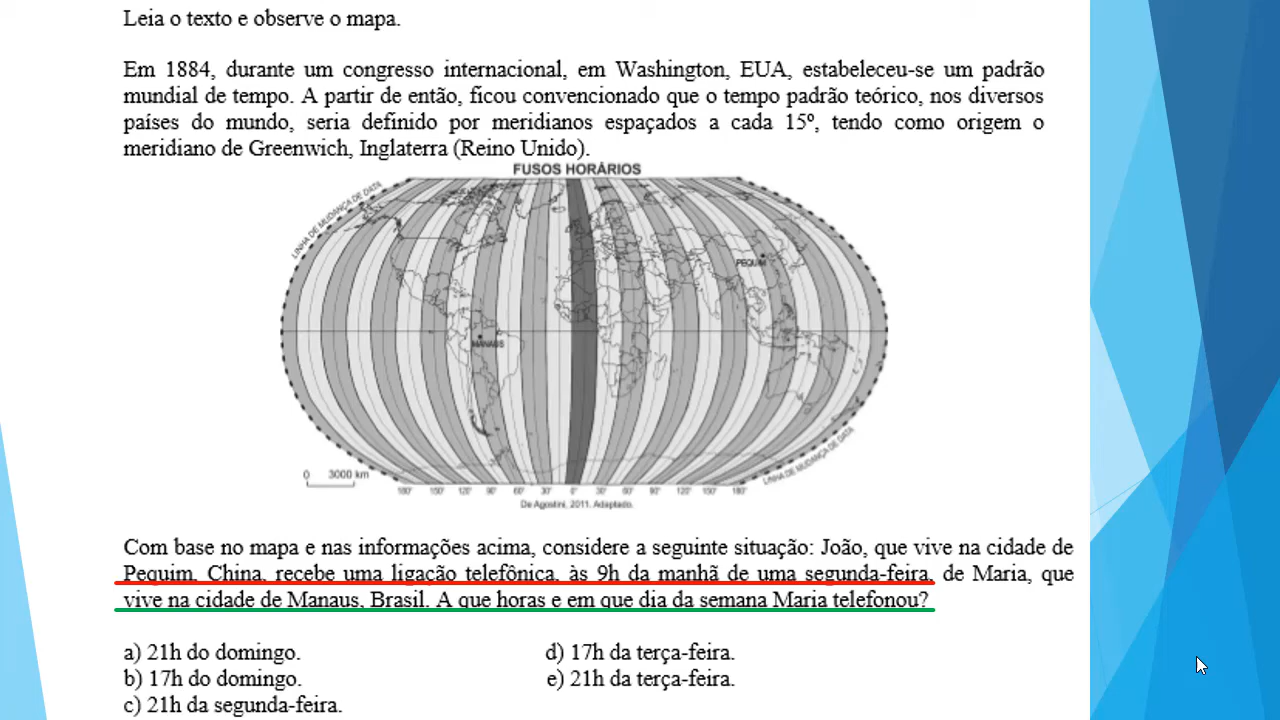 Leia o texto e observe o mapa.
Em 1884, durante um congresso internacional, em Washington, EUA, estabeleceu-se um padrão
mundial de tempo. A partir de então, ficou convencionado que o tempo padrão teórico, nos diversos
países do mundo, seria definido por meridianos espaçados a cada 15º, tendo como origem o
meridiano de Greenwich, Inglaterra (Reino Unido).
FUSOS HORÁRIOS
LINHA DE MUDANÇA DE DATA
PEQUIM
MANAUS
LINHA DE MUDANÇA DE DATA
0 3000 km
180° 150° 120° 90° 60° 30° 0° 30° 60° 90° 120° 150° 180°
De Agostini, 2011. Adaptado.
Com base no mapa e nas informações acima, considere a seguinte situação: João, que vive na cidade de
Pequim, China, recebe uma ligação telefônica, às 9h da manhã de uma segunda-feira, de Maria, que
vive na cidade de Manaus, Brasil. A que horas e em que dia da semana Maria telefonou?
a) 21h do domingo.
b) 17h do domingo.
c) 21h da segunda-feira.
d) 17h da terça-feira.
e) 21h da terça-feira.